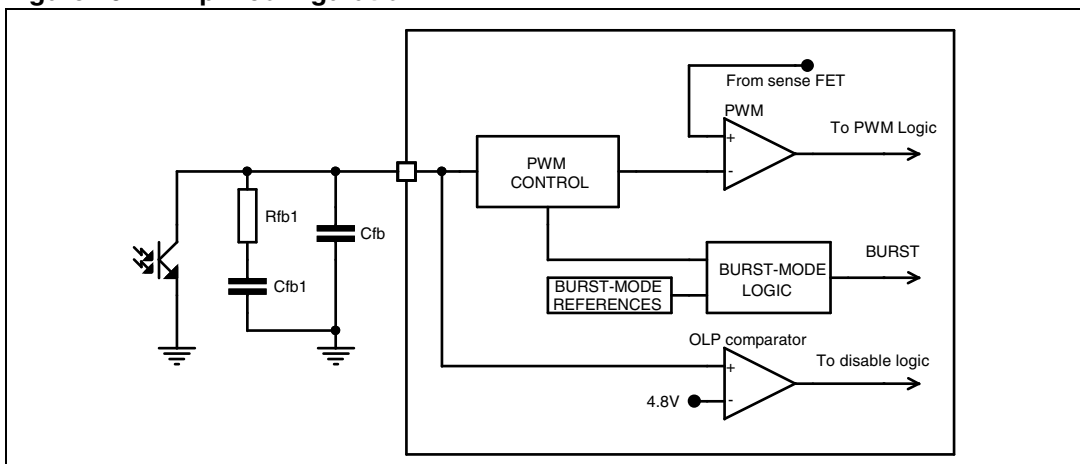 From sense FET
PWM
+
-
To PWM Logic
PWM
CONTROL
Rfb1
Cfb
Cfb1
BURST-MODE
LOGIC
BURST
BURST-MODE
REFERENCES
OLP comparator
+
-
4.8V
To disable logic